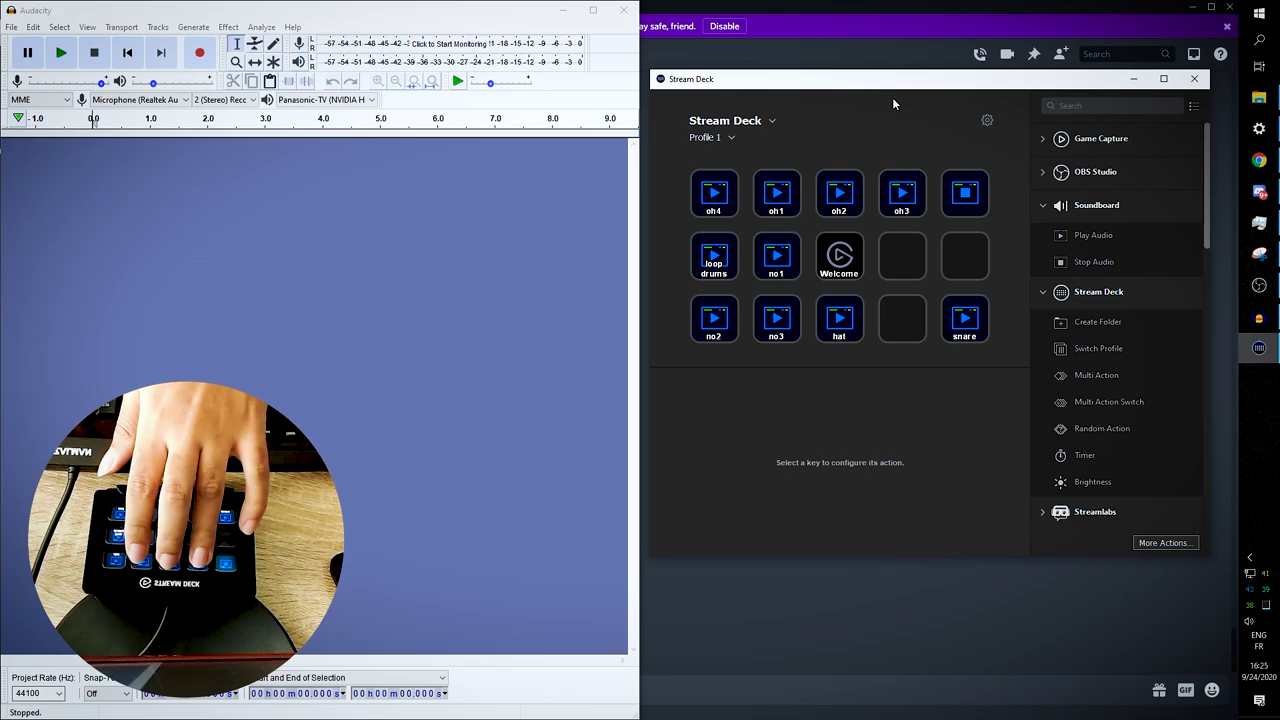 Audacity
File Edit Select View Transport Tracks Generate Effect Analyze Help
L
R
-57 -54 -51 -48 -45 -42 -3 Click to Start Monitoring !1 -18 -15 -12 -9 -6 -3 0
L
R
-57 -54 -51 -48 -45 -42 -39 -36 -33 -30 -27 -24 -21 -18 -15 -12 -9 -6 -3 0
MME
Microphone (Realtek Au
2 (Stereo) Recc
Panasonic-TV (NVIDIA H
-1.0 0.0 1.0 2.0 3.0 4.0 5.0 6.0 7.0 8.0 9.0
STREAM DECK
Project Rate (Hz):
Snap-T
art and End of Selection
44100
Off
00 h 00 m 00.000 s
00 h 00 m 00.000 s
Stopped.
ay safe, friend.
Disable
Search
Stream Deck
Stream Deck
Profile 1
oh4 oh1 oh2 oh3
loop
drums no1 Welcome
no2 no3 hat snare
Select a key to configure its action.
Search
Game Capture
OBS Studio
Soundboard
Play Audio
Stop Audio
Stream Deck
Create Folder
Switch Profile
Multi Action
Multi Action Switch
Random Action
Timer
Brightness
Streamlabs
More Actions...
GIF
41
43 39
38
ENG
FR
16:25
9/24/2020